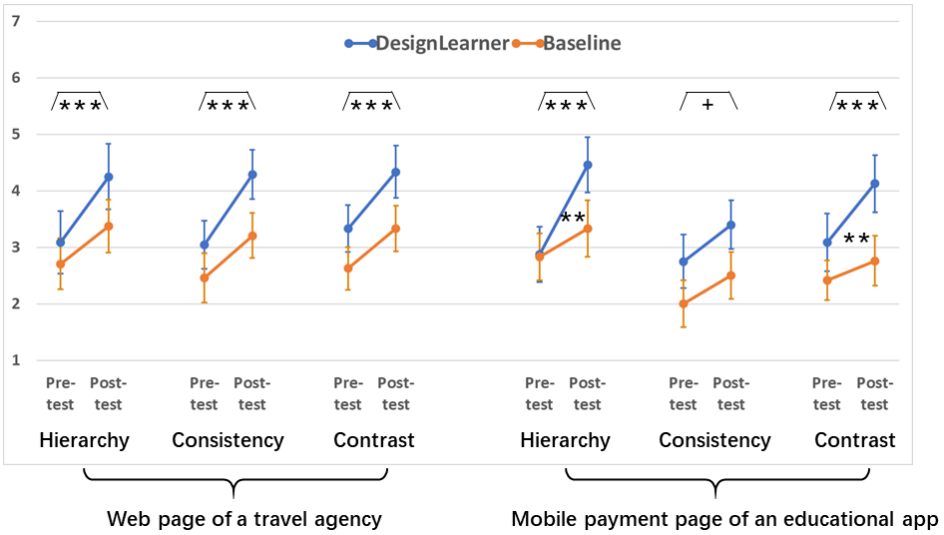 7
DesignLearner Baseline
6
*** *** *** *** + ***
5
4
**
**
3
2
1
Pre-test Post-test Pre-test Post-test Pre-test Post-test Pre-test Post-test Pre-test Post-test Pre-test Post-test
Hierarchy Consistency Contrast Hierarchy Consistency Contrast
Web page of a travel agency Mobile payment page of an educational app